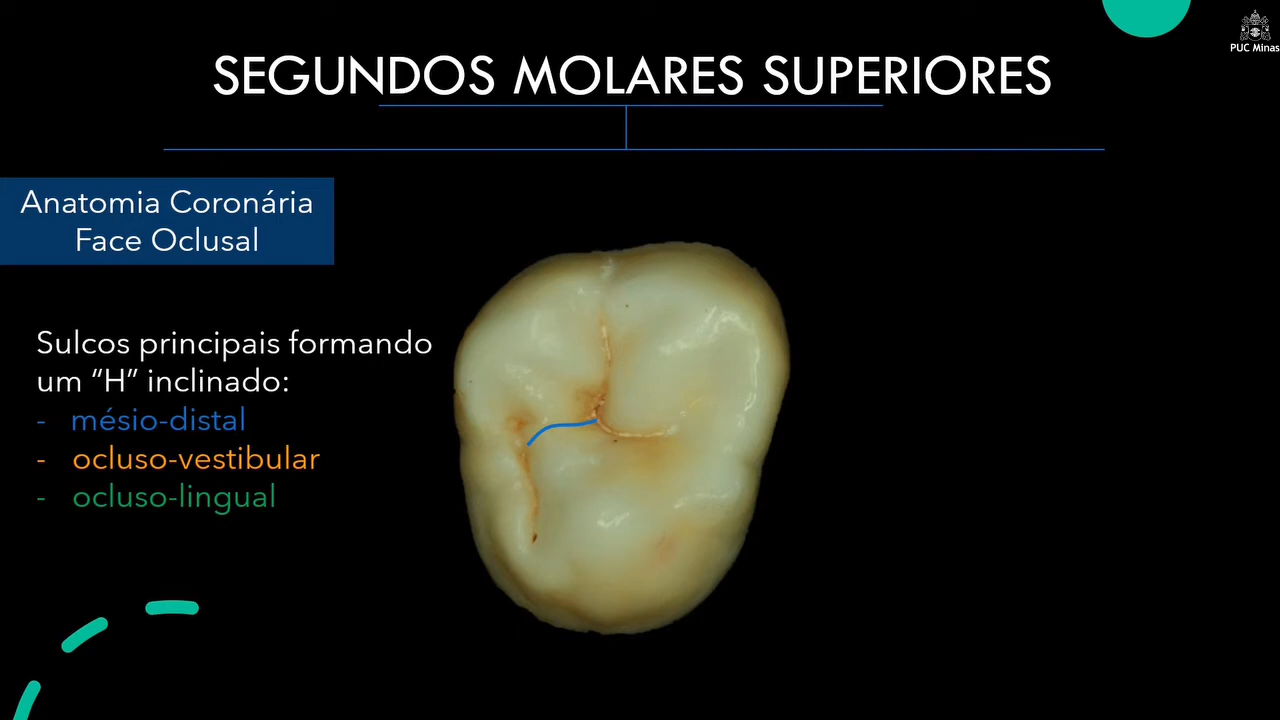 PUC Minas
SEGUNDOS MOLARES SUPERIORES
Anatomia Coronária
Face Oclusal
Sulcos principais formando
um “H” inclinado:
- mésio-distal
- ocluso-vestibular
- ocluso-lingual